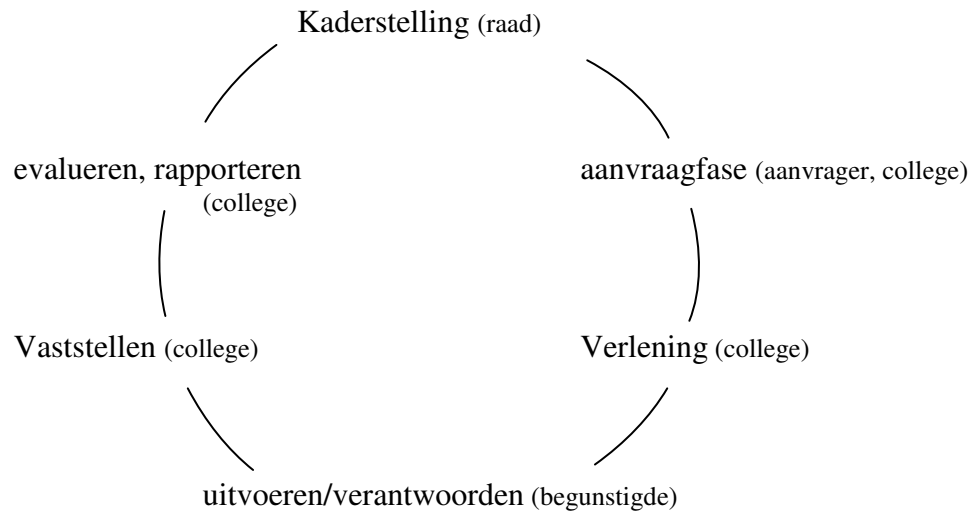 Kaderstelling (raad)
evalueren, rapporteren
(college)
aanvraagfase (aanvrager, college)
Vaststellen (college)
Verlening (college)
uitvoeren/verantwoorden (begunstigde)